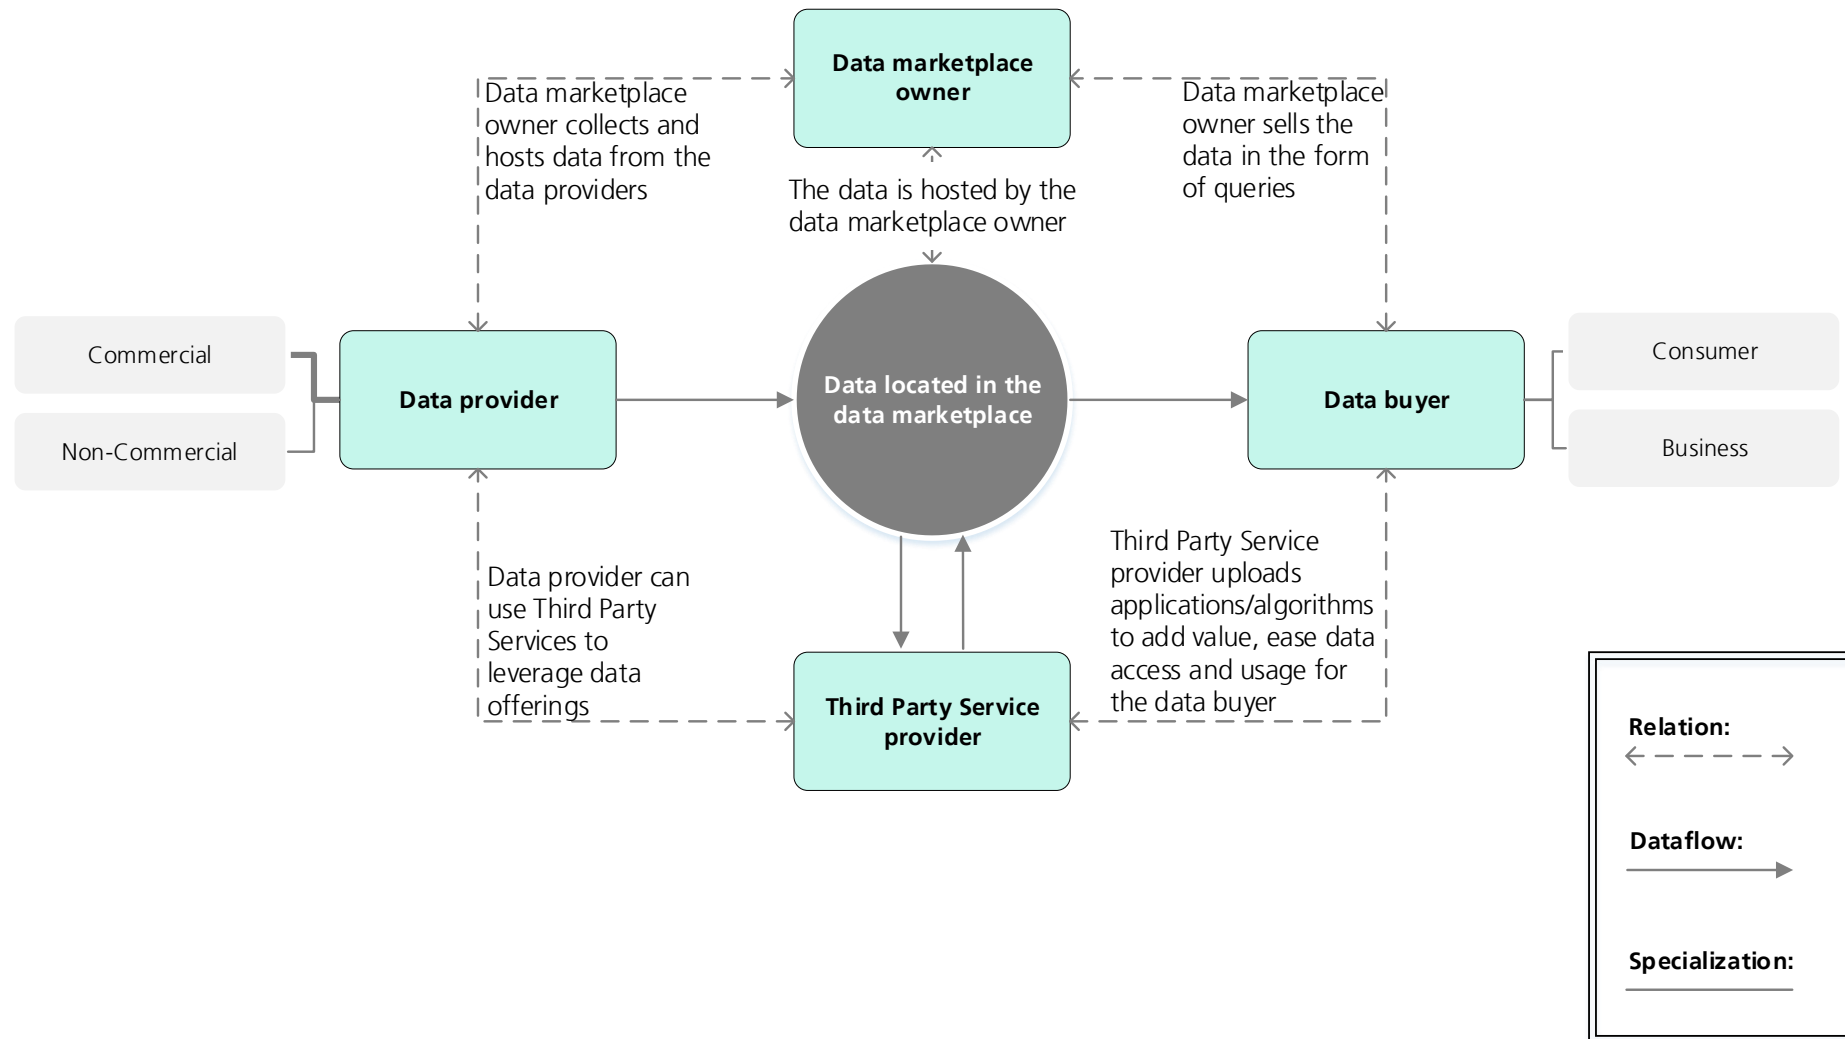 Data marketplace
owner
Data marketplace
owner collects and
hosts data from the
data providers
Data marketplace
owner sells the
data in the form
of queries
The data is hosted by the
data marketplace owner
Commercial
Non-Commercial
Data provider
Data located in the
data marketplace
Data buyer
Consumer
Business
Data provider can
use Third Party
Services to
leverage data
offerings
Third Party Service
provider uploads
applications/algorithms
to add value, ease data
access and usage for
the data buyer
Third Party Service
provider
Relation:
Dataflow:
Specialization: